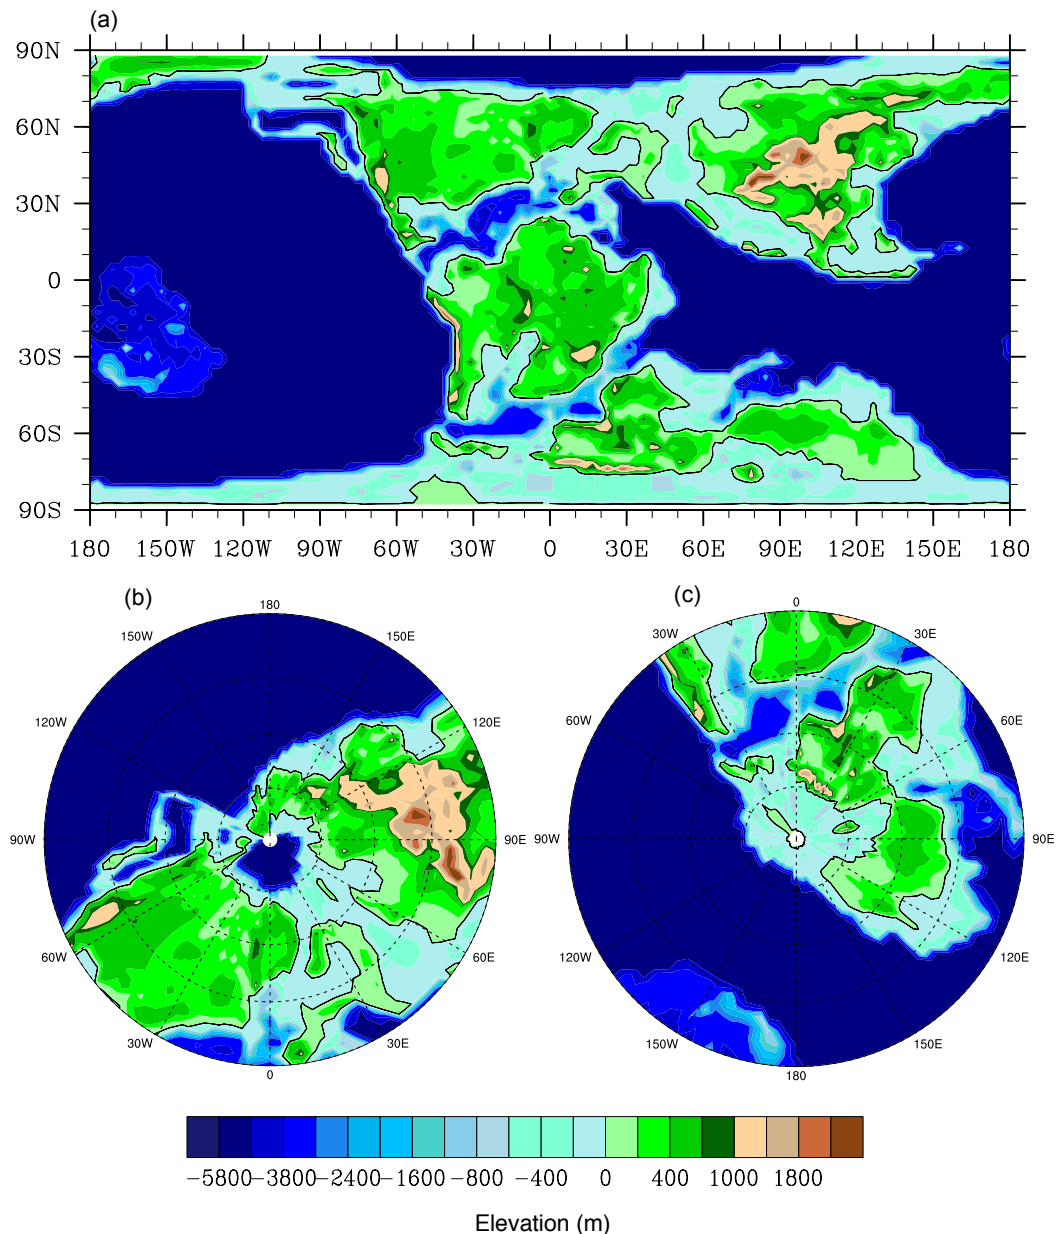 (a)
90N
60N
30N
0
30S
60S
90S
180 150W 120W 90W 60W 30W 0 30E 60E 90E 120E 150E 180
(b)
180
150W 150E
120W 120E
90W 90E
60W 60E
30W 30E
0
(c)
0
30W 30E
60W 60E
90W 90E
120W 120E
150W 150E
180
−5800 −3800 −2400 −1600 −800 −400 0 400 1000 1800
Elevation (m)